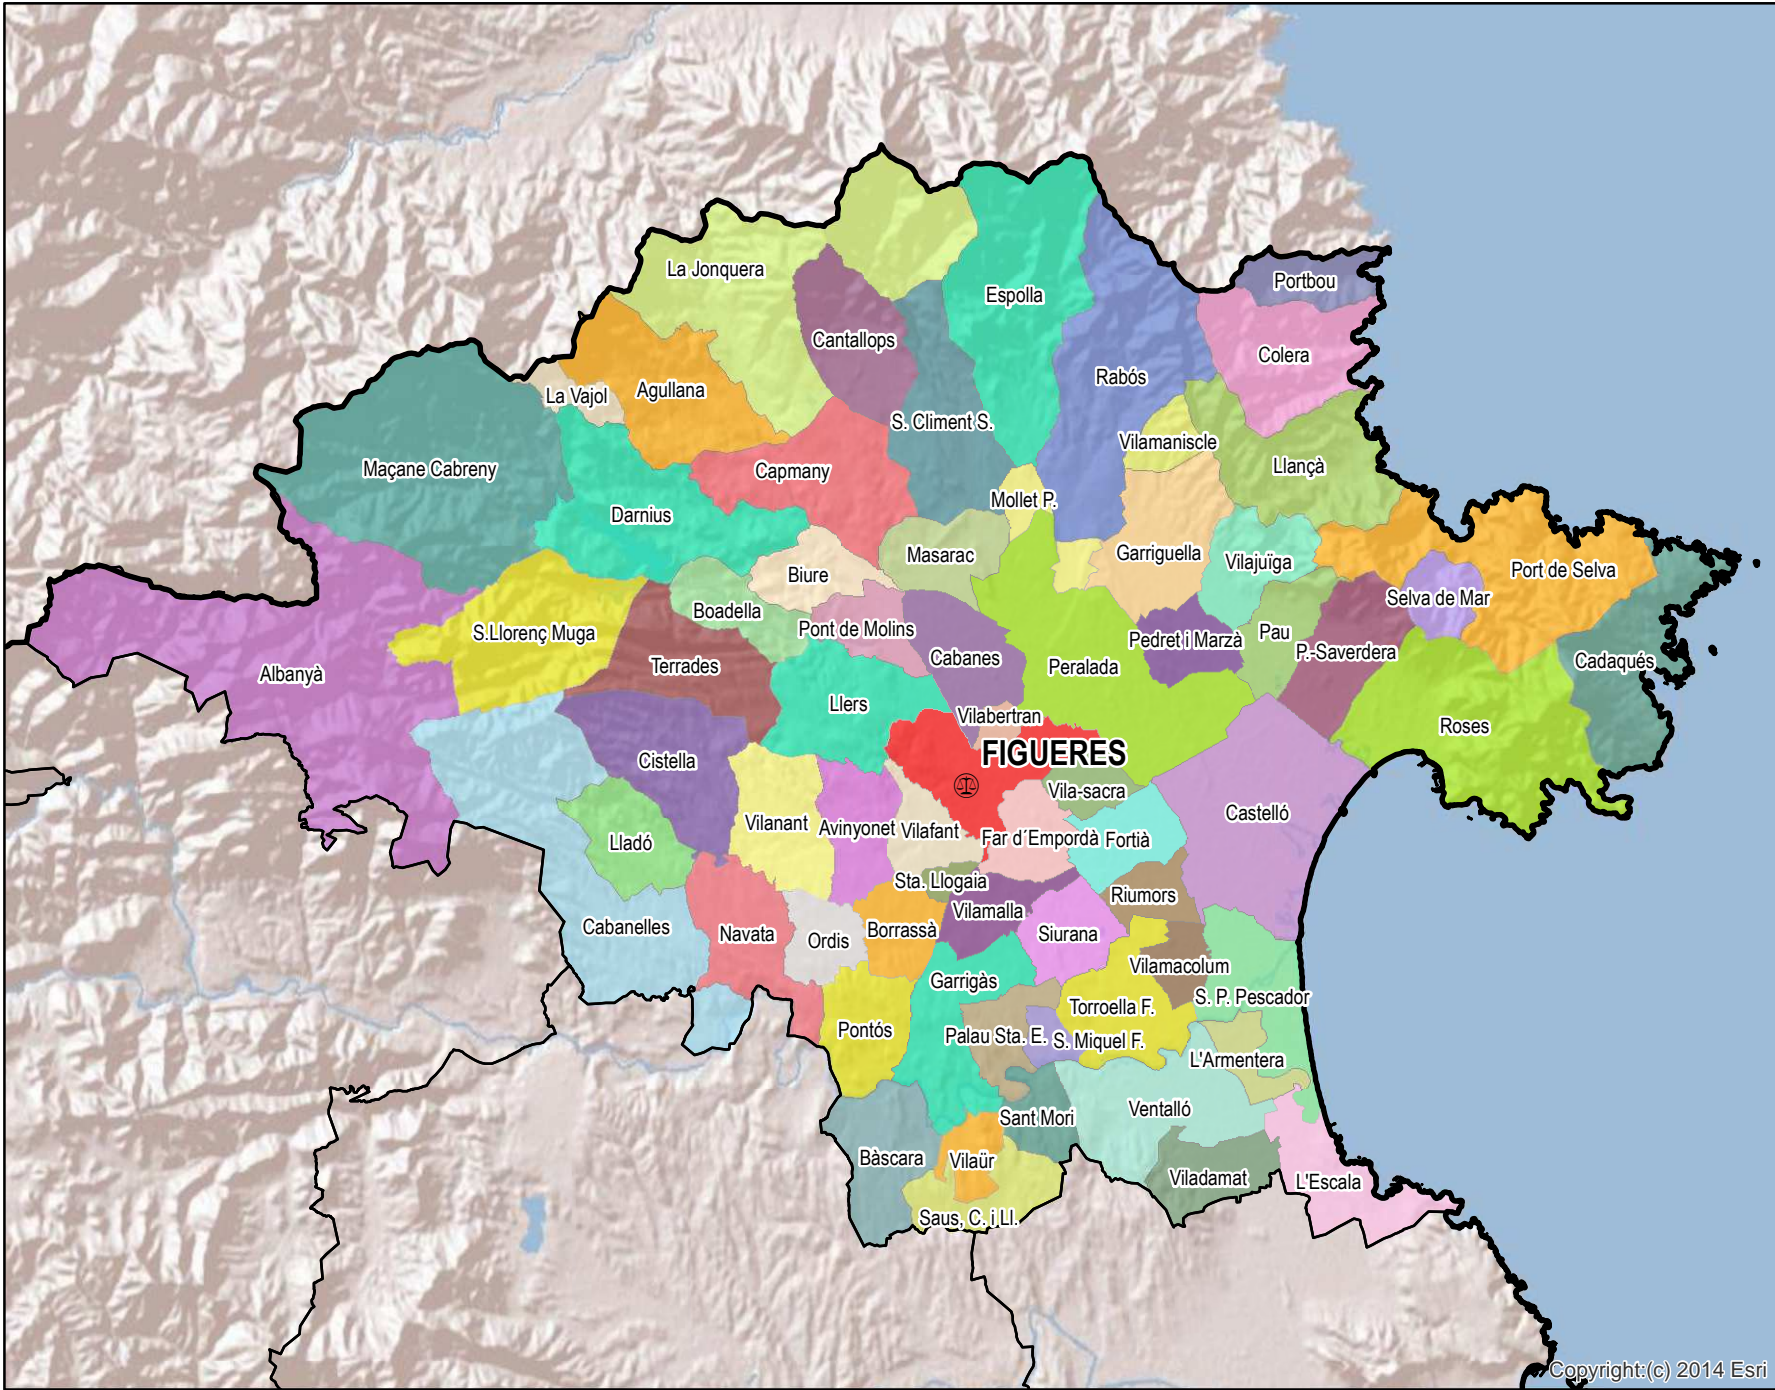 La Jonquera
Portbou
Espolla
Cantallops
Colera
Rabós
La Vajol
Agullana
S. Climent S.
Vilamaniscle
Maçane Cabreny
Capmany
Llançà
Mollet P.
Darnius
Masarac
Garriguella
Vilajuïga
Port de Selva
Biure
Selva de Mar
Boadella
S.Llorenç Muga
Pont de Molins
Pedret i Marzà
Pau
P.-Saverdera
Cabanes
Cadaqués
Terrades
Peralada
Albanyà
Llers
Vilabertran
Roses
FIGUERES
Cistella
Vila-sacra
Castelló
Vilanant
Avinyonet
Vilafant
Far d´Empordà
Fortià
Lladó
Sta. Llogaia
Riumors
Vilamalla
Cabanelles
Navata
Ordis
Borrassà
Siurana
Vilamacolum
Garrigàs
S. P. Pescador
Torroella F.
Pontós
Palau Sta. E.
S. Miquel F.
L'Armentera
Ventalló
Sant Mori
Bàscara
Vilaür
Viladamat
L'Escala
Saus, C. i Ll.
Copyright:(c) 2014 Esri